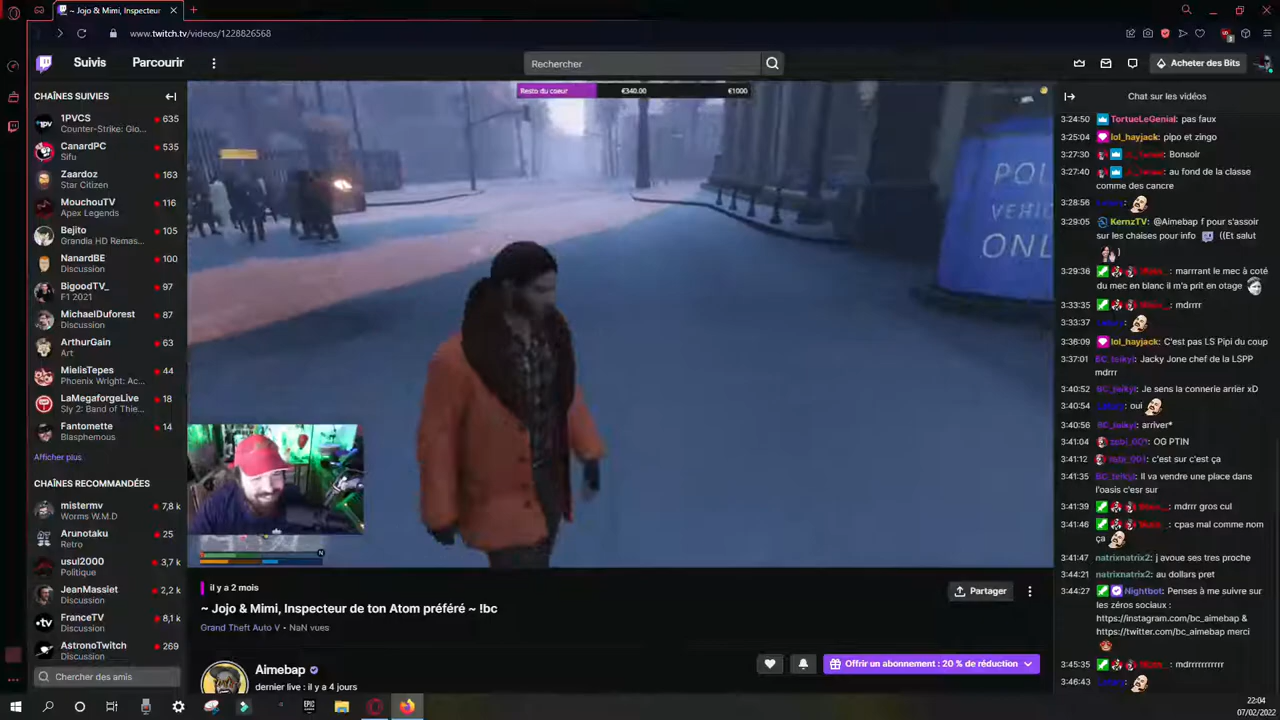 ~ Jojo & Mimi, Inspecteur
www.twitch.tv/videos/1228826568
Suivis
Parcourir
Rechercher
Acheter des Bits
CHAÎNES SUIVIES
1PVCS
635
Counter-Strike: Glo...
CanardPC
535
Sifu
Zaardoz
163
Star Citizen
MouchouTV
116
Apex Legends
Bejito
105
Grandia HD Remas...
NanardBE
100
Discussion
BigoodTV_
97
F1 2021
MichaelDuforest
87
Discussion
ArthurGain
63
Art
MielisTepes
44
Phoenix Wright: Ac...
LaMegaforgeLive
18
Sly 2: Band of Thie...
Fantomette
14
Blasphemous
Afficher plus
CHAÎNES RECOMMANDÉES
mistermv
7,8 k
Worms W.M.D
Arunotaku
25
Retro
usul2000
3,7 k
Politique
JeanMassiet
2,2 k
Discussion
FranceTV
8,1 k
Discussion
AstronoTwitch
269
Discussion
Chercher des amis
Resto du coeur
€340.00
€1000
POL
VEHIC
ONL
N
il y a 2 mois
Partager
~ Jojo & Mimi, Inspecteur de ton Atom préféré ~ !bc
Grand Theft Auto V • NaN vues
Aimebap
dernier live : il y a 4 jours
Offrir un abonnement : 20 % de réduction
Chat sur les vidéos
3:24:50 TortueLeGenial: pas faux
3:25:04 lol_hayjack: pipo et zingo
3:27:30 : Bonsoir
3:27:40 : au fond de la classe
comme des cancre
3:28:56
3:29:05 KernzTV: @Aimebap f pour s'assoir
sur les chaises pour info ((Et salut
)
3:29:36 : marrrant le mec à coté
du mec en blanc il m'a prit en otage
3:33:35 : mdrrrr
3:33:37
3:36:09 lol_hayjack: C'est pas LS Pipi du coup
3:37:01 BC_teikyi: Jacky Jone chef de la LSPP
mdrrr
3:40:52 BC_teikyi: Je sens la connerie arrier xD
3:40:54 : oui
3:40:56 BC_teikyi: arriver*
3:41:04 : OG PTIN
3:41:12 : c'est sur c'est ça
3:41:35 BC_teikyi: Il va vendre une place dans
l'oasis c'esr sur
3:41:39 : mdrrr gros cul
3:41:46 : cpas mal comme nom
ça
3:41:47 natrixnatrix2: j avoue ses tres proche
3:44:21 natrixnatrix2: au dollars pret
3:44:27 Nightbot: Penses à me suivre sur
les zéros sociaux :
https://instagram.com/bc_aimebap &
https://twitter.com/bc_aimebap merci
3:45:35 : mdrrrrrrrrrrr
3:46:43
EPIC
GAMES
22:04
07/02/2022